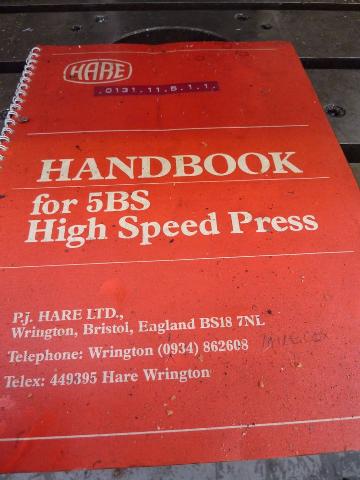 HARE
.0131.11.5.1.1.
HANDBOOK
for 5BS
High Speed Press
P.J. HARE LTD.,
Wrington, Bristol, England BS18 7NL
Telephone: Wrington (0934) 862608
Telex: 449395 Hare Wrington